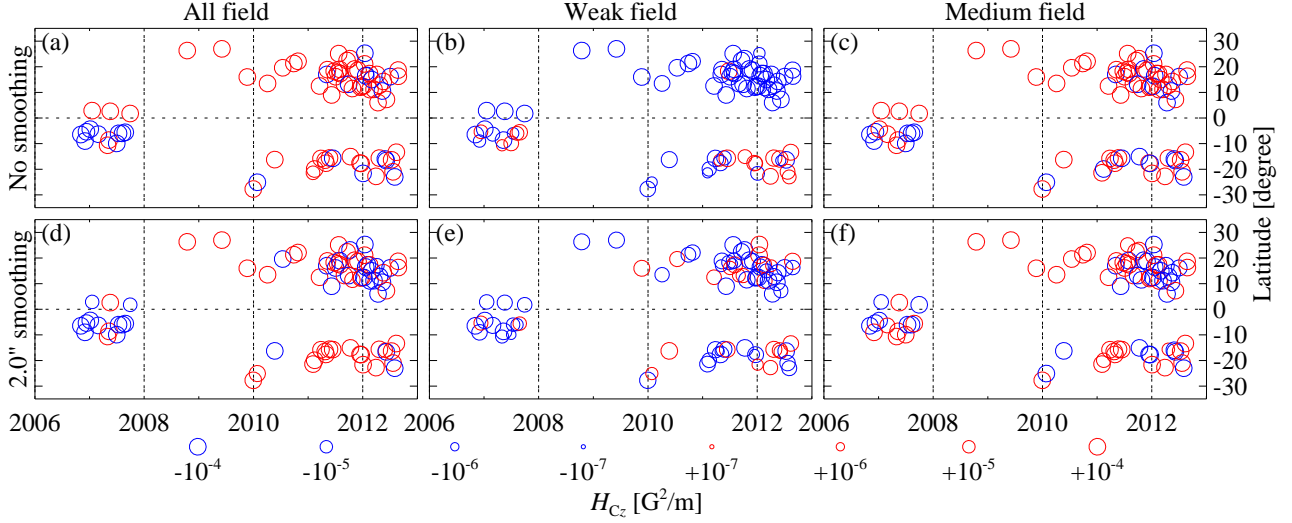 All field Weak field Medium field
No smoothing (a) (b) (c) 30
20
10
0
-10
-20
-30
2.0" smoothing (d) (e) (f) 30
20
10
0
-10
-20
-30
Latitude [degree]
2006 2008 2010 2012 2006 2008 2010 2012 2006 2008 2010 2012
-10⁻⁴ -10⁻⁵ -10⁻⁶ -10⁻⁷ +10⁻⁷ +10⁻⁶ +10⁻⁵ +10⁻⁴
H_Cz [G²/m]